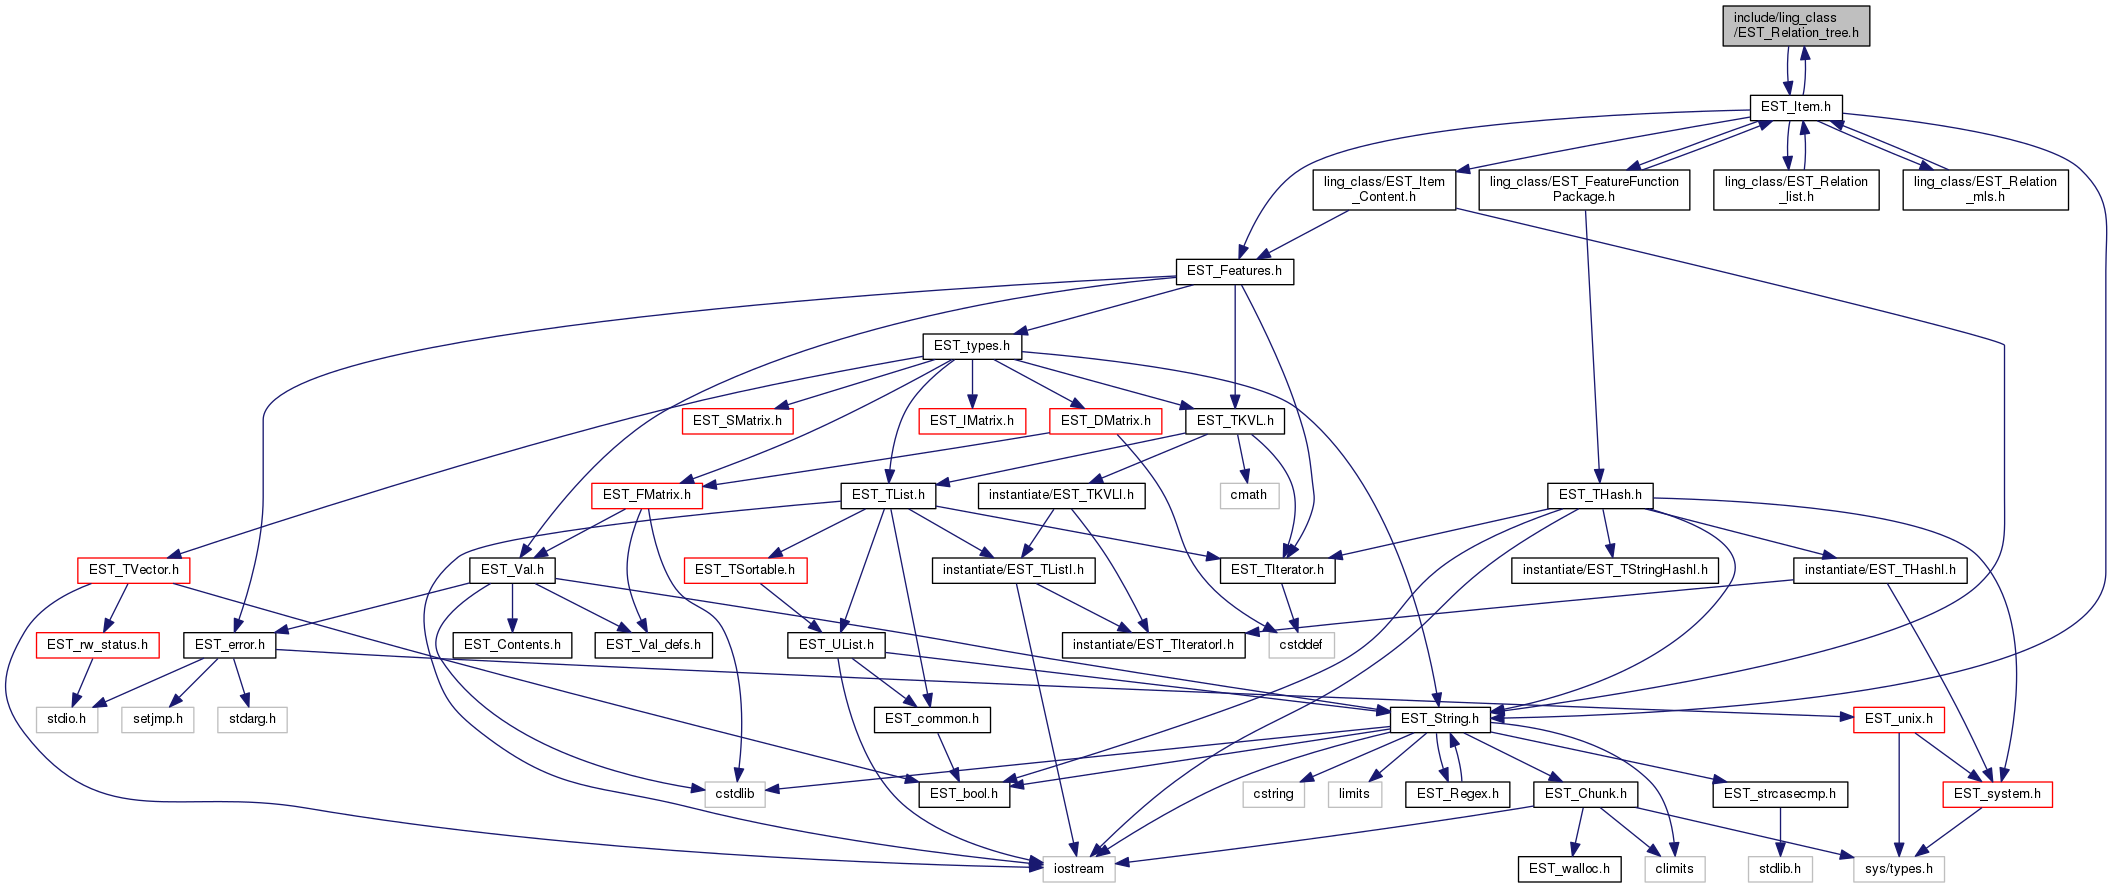 include/ling_class
/EST_Relation_tree.h
EST_Item.h
ling_class/EST_Item
_Content.h
ling_class/EST_FeatureFunction
Package.h
ling_class/EST_Relation
_list.h
ling_class/EST_Relation
_mls.h
EST_Features.h
EST_types.h
EST_SMatrix.h
EST_IMatrix.h
EST_DMatrix.h
EST_TKVL.h
EST_FMatrix.h
EST_TList.h
instantiate/EST_TKVLI.h
cmath
EST_THash.h
EST_TVector.h
EST_Val.h
EST_TSortable.h
instantiate/EST_TListI.h
EST_TIterator.h
instantiate/EST_TStringHashI.h
instantiate/EST_THashI.h
EST_rw_status.h
EST_error.h
EST_Contents.h
EST_Val_defs.h
EST_UList.h
instantiate/EST_TIteratorI.h
cstddef
stdio.h
setjmp.h
stdarg.h
EST_common.h
EST_String.h
EST_unix.h
cstdlib
EST_bool.h
cstring
limits
EST_Regex.h
EST_Chunk.h
EST_strcasecmp.h
EST_system.h
iostream
EST_walloc.h
climits
stdlib.h
sys/types.h